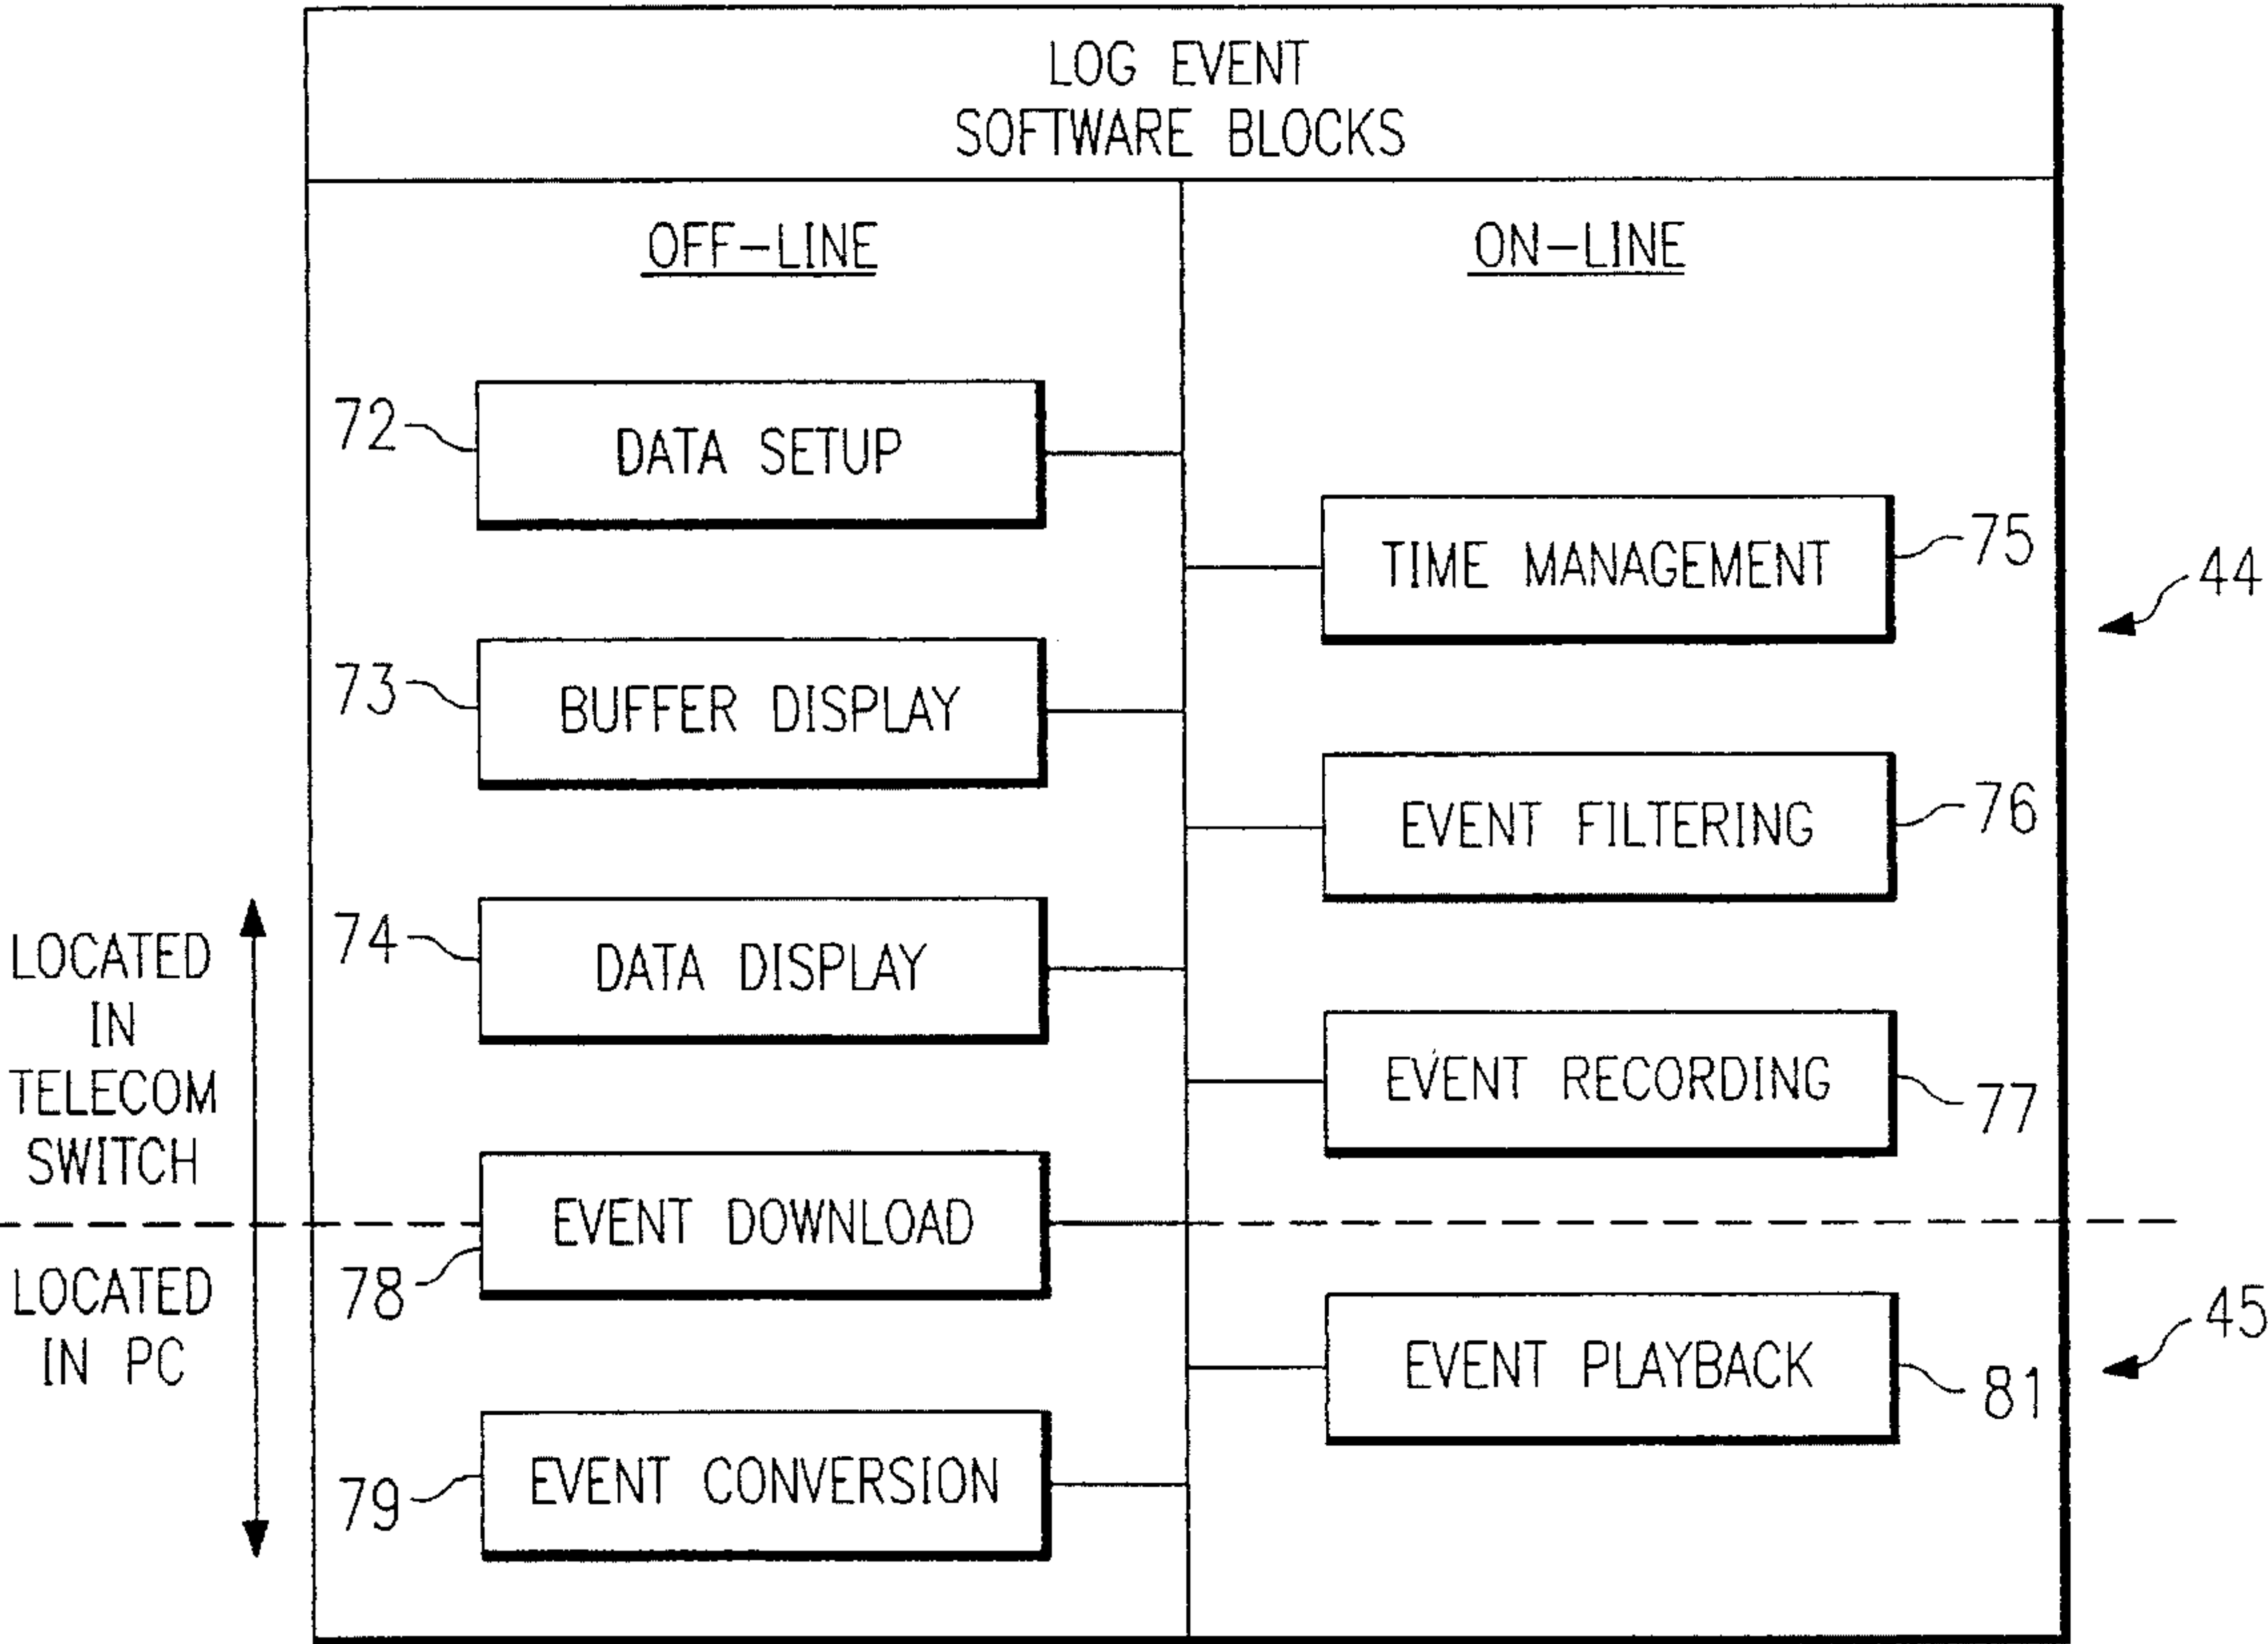 LOG EVENT
SOFTWARE BLOCKS
OFF-LINE
ON-LINE
72
DATA SETUP
TIME MANAGEMENT
75
44
73
BUFFER DISPLAY
EVENT FILTERING
76
74
DATA DISPLAY
LOCATED
IN
TELECOM
SWITCH
EVENT RECORDING
77
EVENT DOWNLOAD
78
LOCATED
IN PC
EVENT PLAYBACK
81
45
79
EVENT CONVERSION